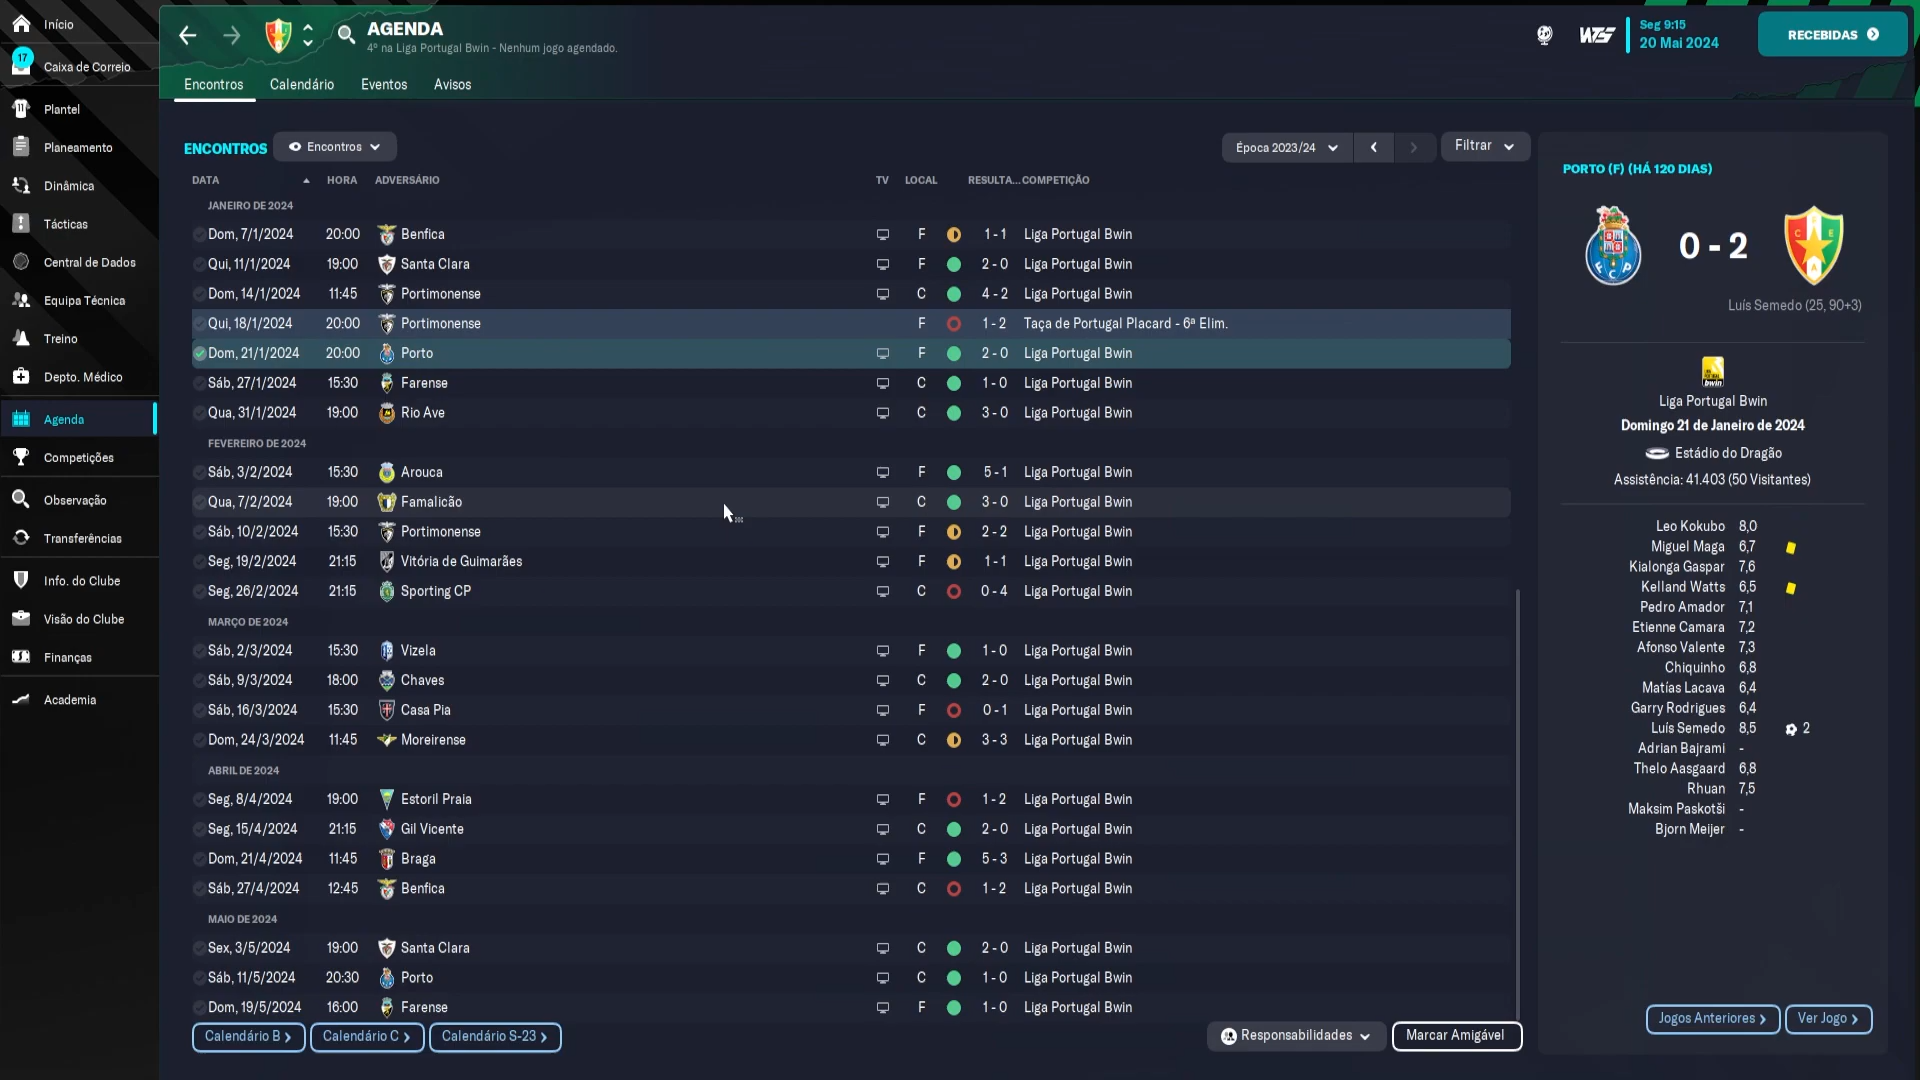 Início
17
Caixa de Correio
Plantel
Planeamento
Dinâmica
Tácticas
Central de Dados
Equipa Técnica
Treino
Depto. Médico
Agenda
Competições
Observação
Transferências
Info. do Clube
Visão do Clube
Finanças
Academia
AGENDA
4º na Liga Portugal Bwin - Nenhum jogo agendado.
Seg 9:15
20 Mai 2024
RECEBIDAS
Encontros Calendário Eventos Avisos
ENCONTROS Encontros Época 2023/24 Filtrar
DATA HORA ADVERSÁRIO TV LOCAL RESULTA... COMPETIÇÃO
JANEIRO DE 2024
Dom, 7/1/2024 20:00 Benfica F 1 - 1 Liga Portugal Bwin
Qui, 11/1/2024 19:00 Santa Clara F 2 - 0 Liga Portugal Bwin
Dom, 14/1/2024 11:45 Portimonense C 4 - 2 Liga Portugal Bwin
Qui, 18/1/2024 20:00 Portimonense F 1 - 2 Taça de Portugal Placard - 6ª Elim.
Dom, 21/1/2024 20:00 Porto F 2 - 0 Liga Portugal Bwin
Sáb, 27/1/2024 15:30 Farense C 1 - 0 Liga Portugal Bwin
Qua, 31/1/2024 19:00 Rio Ave C 3 - 0 Liga Portugal Bwin
FEVEREIRO DE 2024
Sáb, 3/2/2024 15:30 Arouca F 5 - 1 Liga Portugal Bwin
Qua, 7/2/2024 19:00 Famalicão C 3 - 0 Liga Portugal Bwin
Sáb, 10/2/2024 15:30 Portimonense F 2 - 2 Liga Portugal Bwin
Seg, 19/2/2024 21:15 Vitória de Guimarães F 1 - 1 Liga Portugal Bwin
Seg, 26/2/2024 21:15 Sporting CP C 0 - 4 Liga Portugal Bwin
MARÇO DE 2024
Sáb, 2/3/2024 15:30 Vizela F 1 - 0 Liga Portugal Bwin
Sáb, 9/3/2024 18:00 Chaves C 2 - 0 Liga Portugal Bwin
Sáb, 16/3/2024 15:30 Casa Pia F 0 - 1 Liga Portugal Bwin
Dom, 24/3/2024 11:45 Moreirense C 3 - 3 Liga Portugal Bwin
ABRIL DE 2024
Seg, 8/4/2024 19:00 Estoril Praia F 1 - 2 Liga Portugal Bwin
Seg, 15/4/2024 21:15 Gil Vicente C 2 - 0 Liga Portugal Bwin
Dom, 21/4/2024 11:45 Braga F 5 - 3 Liga Portugal Bwin
Sáb, 27/4/2024 12:45 Benfica C 1 - 2 Liga Portugal Bwin
MAIO DE 2024
Sex, 3/5/2024 19:00 Santa Clara C 2 - 0 Liga Portugal Bwin
Sáb, 11/5/2024 20:30 Porto C 1 - 0 Liga Portugal Bwin
Dom, 19/5/2024 16:00 Farense F 1 - 0 Liga Portugal Bwin
Calendário B Calendário C Calendário S-23 Responsabilidades Marcar Amigável
PORTO (F) (HÁ 120 DIAS)
0 - 2
Luís Semedo (25, 90+3)
bwin
Liga Portugal Bwin
Domingo 21 de Janeiro de 2024
Estádio do Dragão
Assistência: 41.403 (50 Visitantes)
Leo Kokubo 8,0
Miguel Maga 6,7
Kialonga Gaspar 7,6
Kelland Watts 6,5
Pedro Amador 7,1
Etienne Camara 7,2
Afonso Valente 7,3
Chiquinho 6,8
Matías Lacava 6,4
Garry Rodrigues 6,4
Luís Semedo 8,5 2
Adrian Bajrami -
Thelo Aasgaard 6,8
Rhuan 7,5
Maksim Paskotši -
Bjorn Meijer -
Jogos Anteriores Ver Jogo